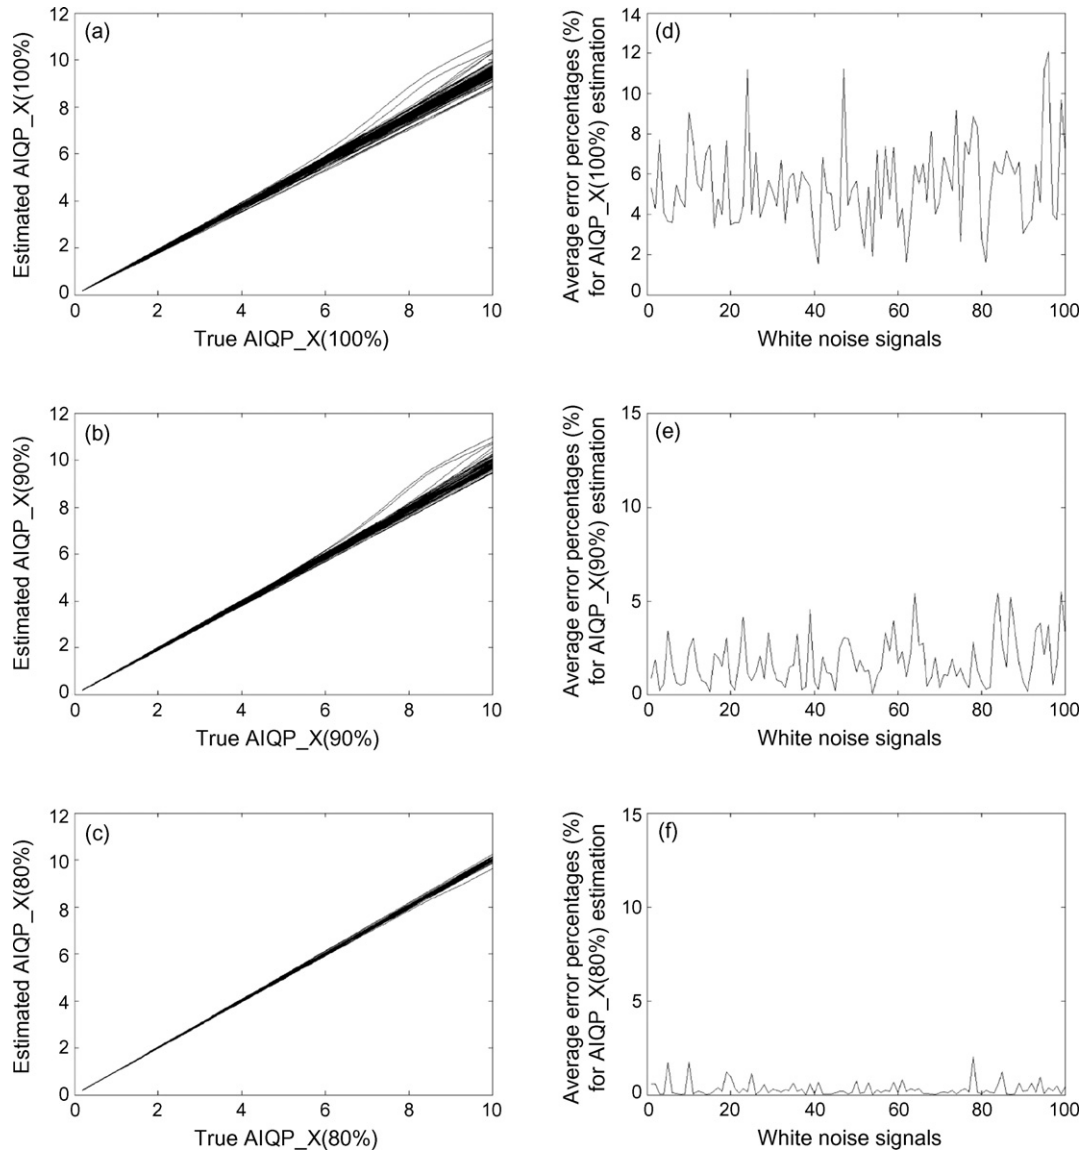 (a)
12
10
8
6
4
2
0
0 2 4 6 8 10
Estimated AIQP_X(100%)
True AIQP_X(100%)
(d)
14
12
10
8
6
4
2
0
0 20 40 60 80 100
Average error percentages (%)
for AIQP_X(100%) estimation
White noise signals
(b)
12
10
8
6
4
2
0
0 2 4 6 8 10
Estimated AIQP_X(90%)
True AIQP_X(90%)
(e)
15
10
5
0
0 20 40 60 80 100
Average error percentages (%)
for AIQP_X(90%) estimation
White noise signals
(c)
12
10
8
6
4
2
0
0 2 4 6 8 10
Estimated AIQP_X(80%)
True AIQP_X(80%)
(f)
15
10
5
0
0 20 40 60 80 100
Average error percentages (%)
for AIQP_X(80%) estimation
White noise signals